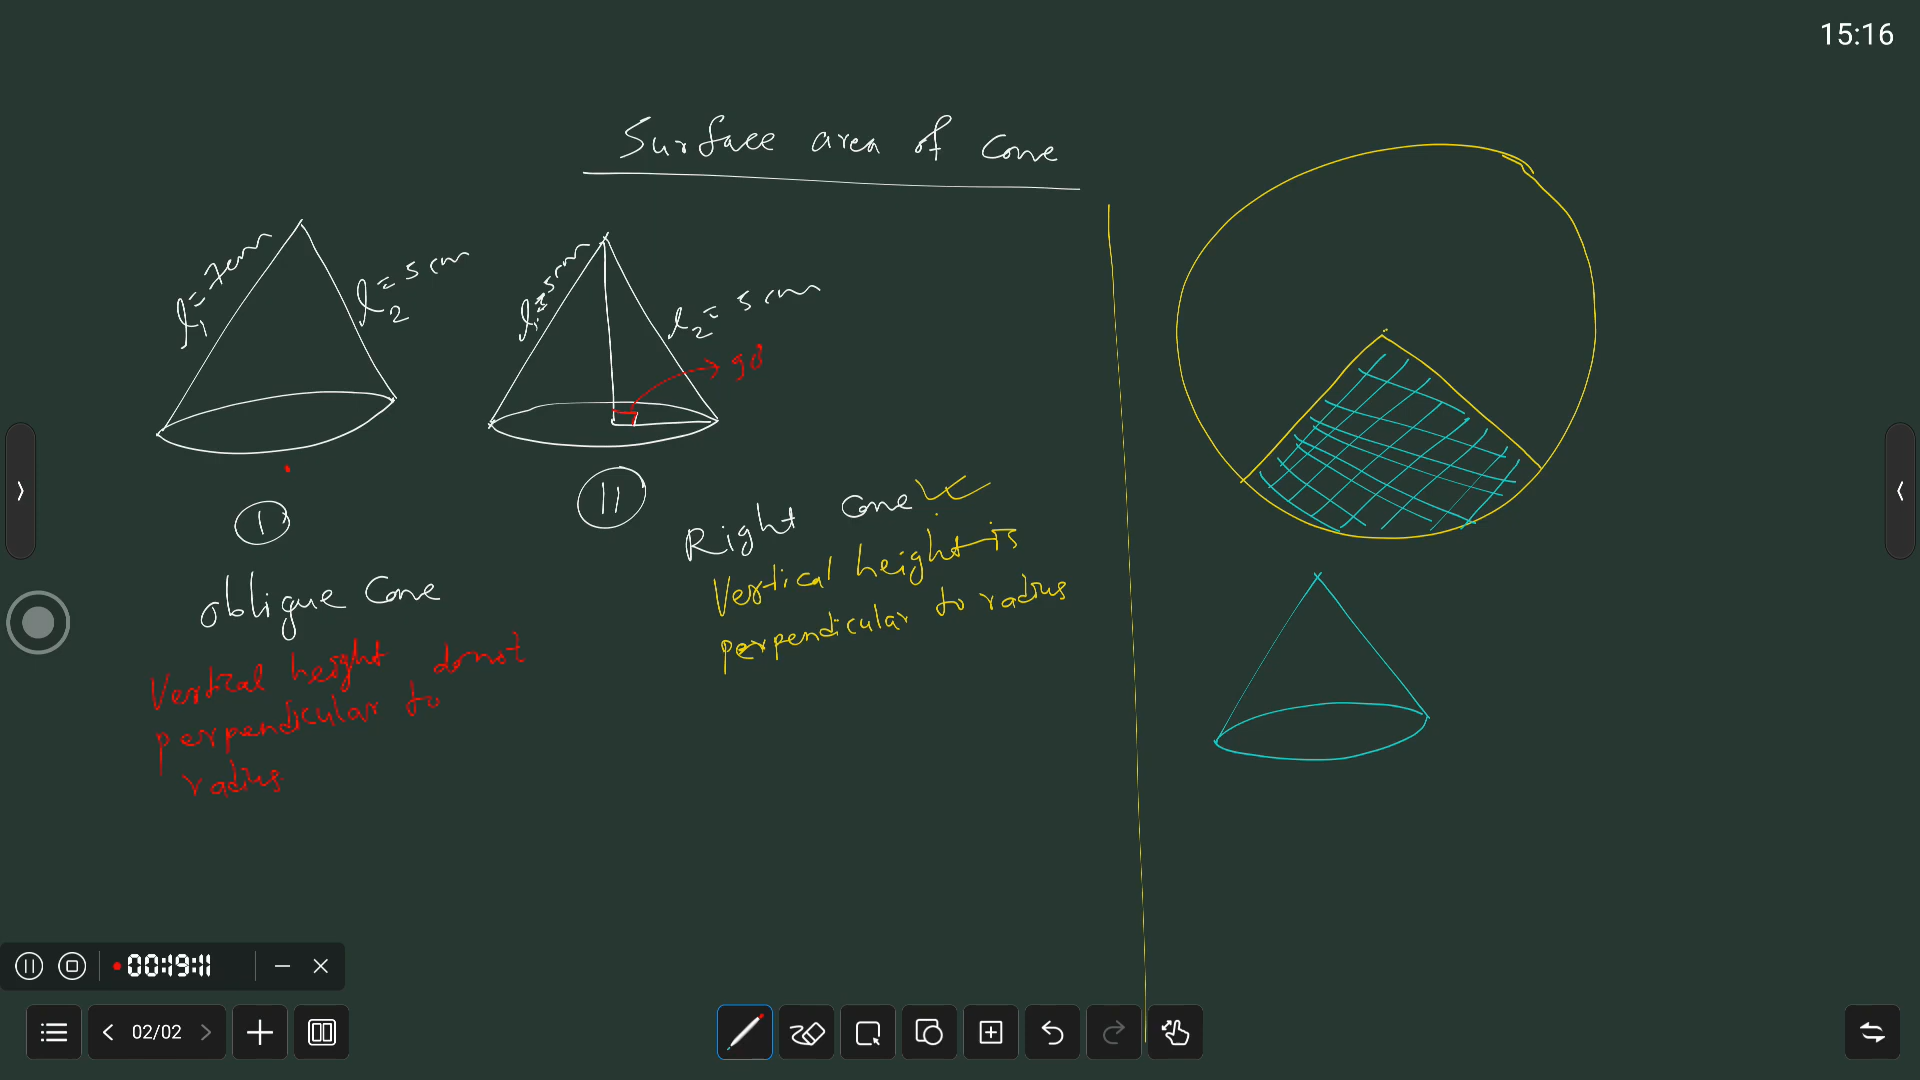 15:16
Surface area of Cone
l₁ = 7cm
l₂ = 5 cm
l₁ = 5 cm
l₂ = 5 cm
90°
I
II
oblique Cone
Vertical height donot
perpendicular to
radius
Right Cone
Vertical height is
perpendicular to radius
00:19:11
02/02